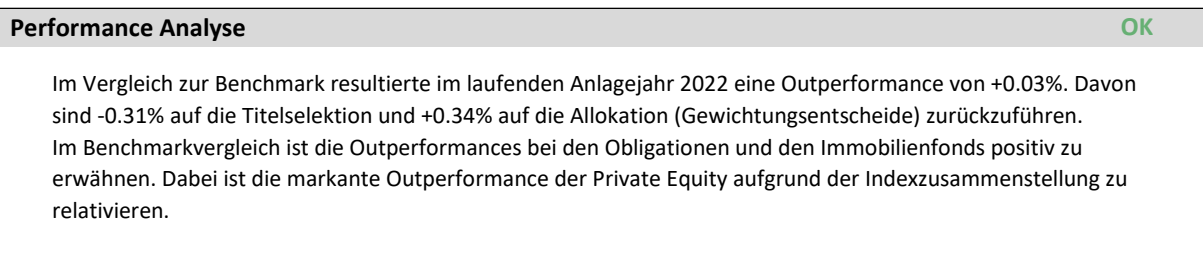 Performance Analyse OK
Im Vergleich zur Benchmark resultierte im laufenden Anlagejahr 2022 eine Outperformance von +0.03%. Davon
sind -0.31% auf die Titelselektion und +0.34% auf die Allokation (Gewichtungsentscheide) zurückzuführen.
Im Benchmarkvergleich ist die Outperformances bei den Obligationen und den Immobilienfonds positiv zu
erwähnen. Dabei ist die markante Outperformance der Private Equity aufgrund der Indexzusammenstellung zu
relativieren.